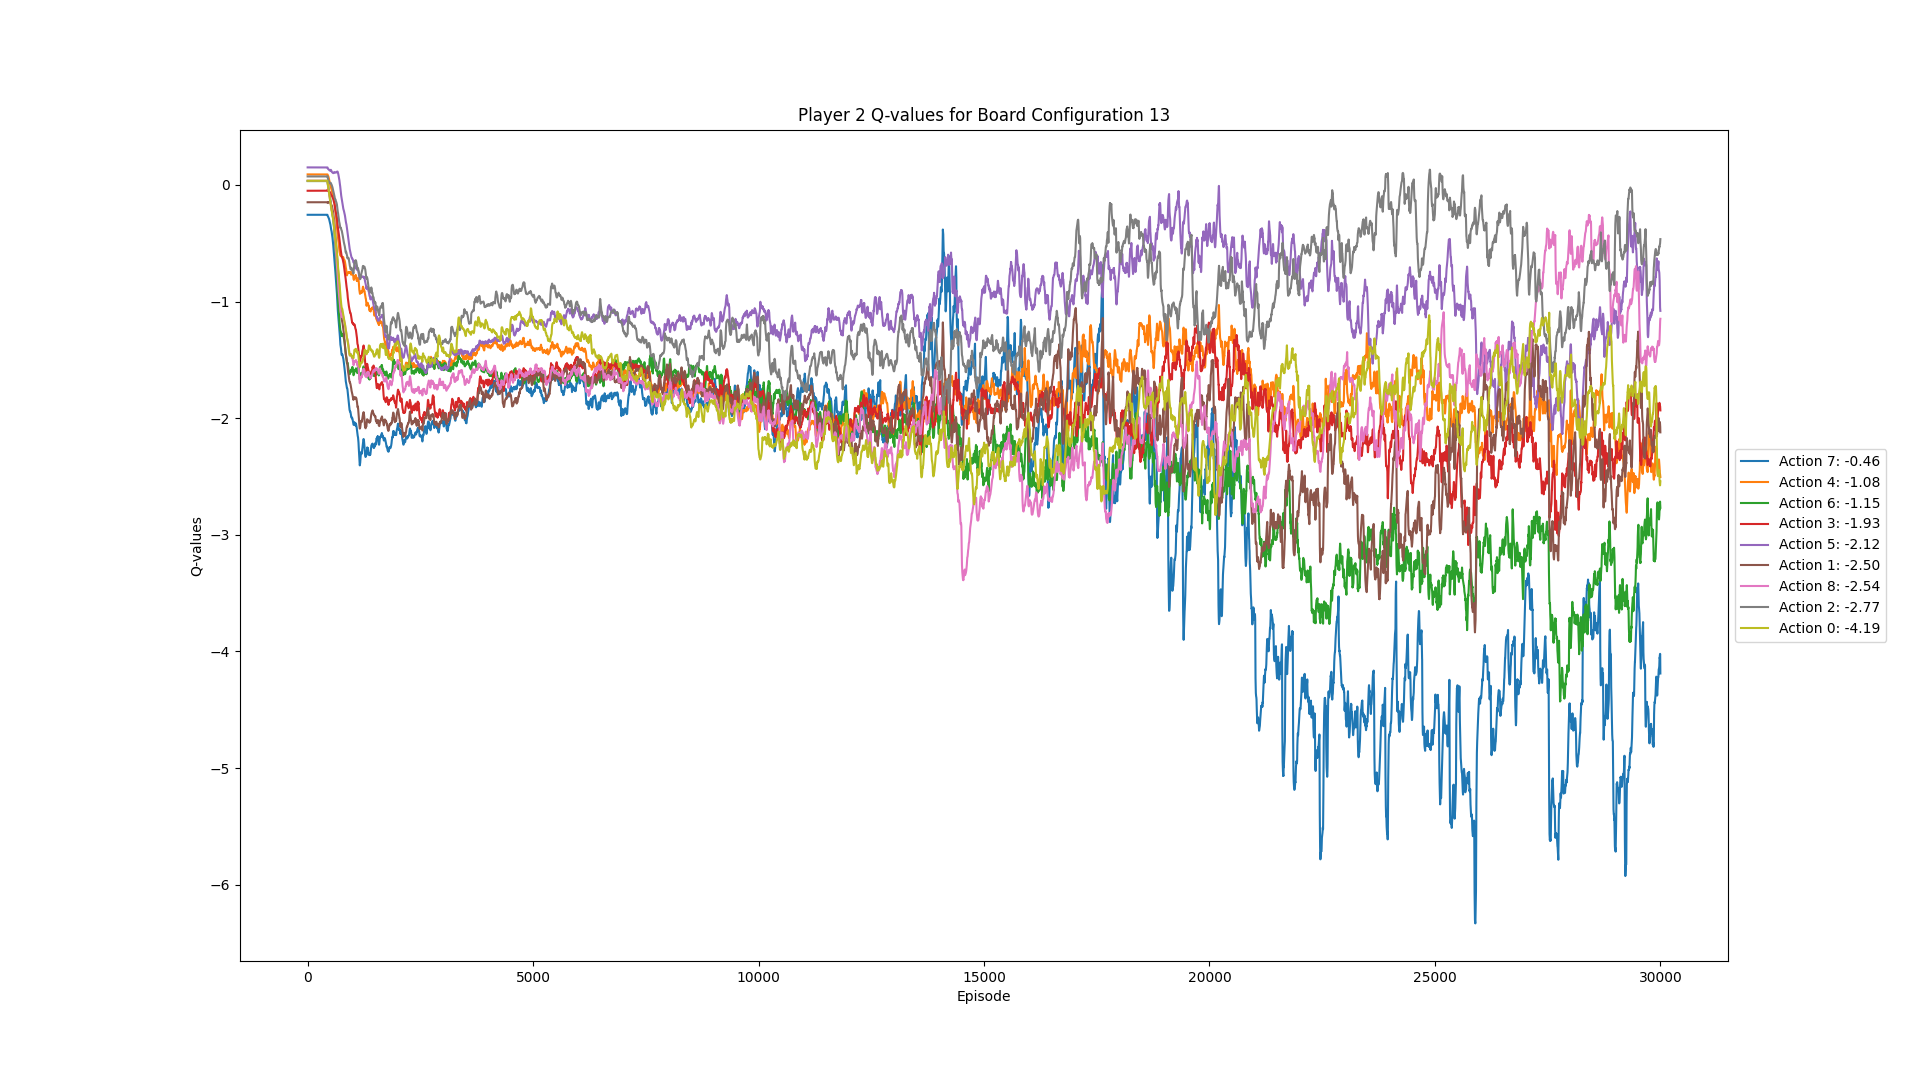 Player 2 Q-values for Board Configuration 13
Q-values
0
−1
−2
−3
−4
−5
−6
0
5000
10000
15000
20000
25000
30000
Episode
Action 7: -0.46
Action 4: -1.08
Action 6: -1.15
Action 3: -1.93
Action 5: -2.12
Action 1: -2.50
Action 8: -2.54
Action 2: -2.77
Action 0: -4.19